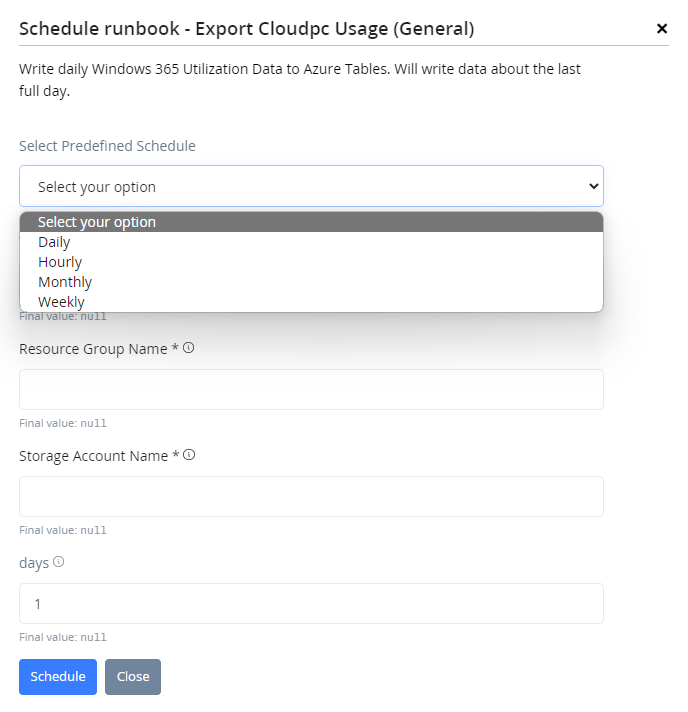 Schedule runbook - Export Cloudpc Usage (General)
Write daily Windows 365 Utilization Data to Azure Tables. Will write data about the last
full day.
Select Predefined Schedule
Select your option
Select your option
Daily
Hourly
Monthly
Weekly
Final value: null
Resource Group Name *
Final value: null
Storage Account Name *
Final value: null
days
1
Final value: null
Schedule Close